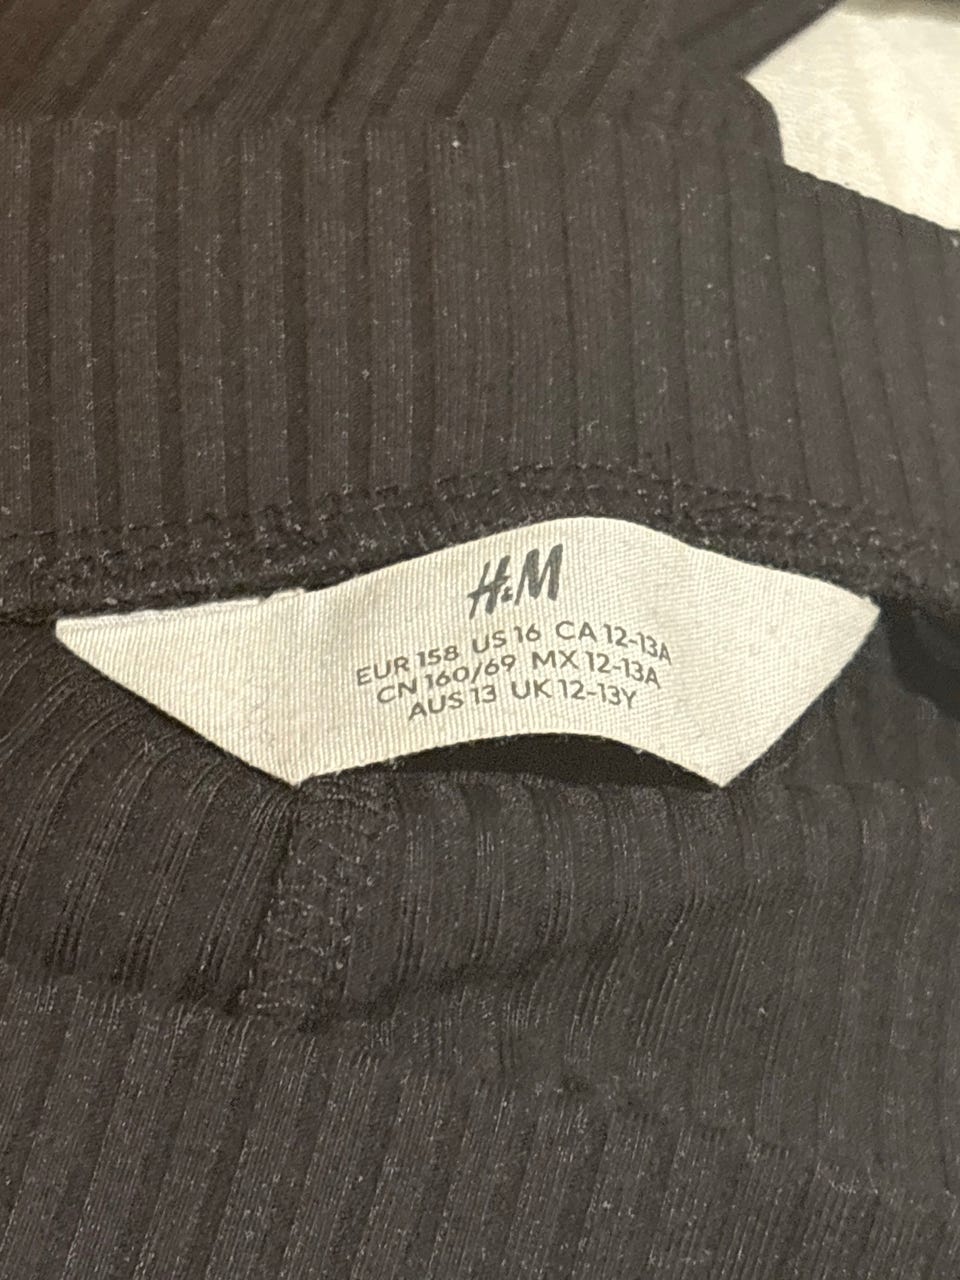 H&M
EUR 158 US 16 CA 12-13A
CN 160/69 MX 12-13A
AUS 13 UK 12-13Y